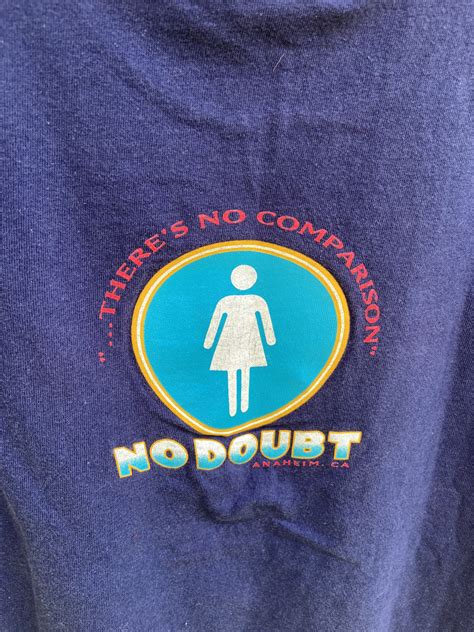 "...THERE'S NO COMPARISON"
NO DOUBT
ANAHEIM, CA